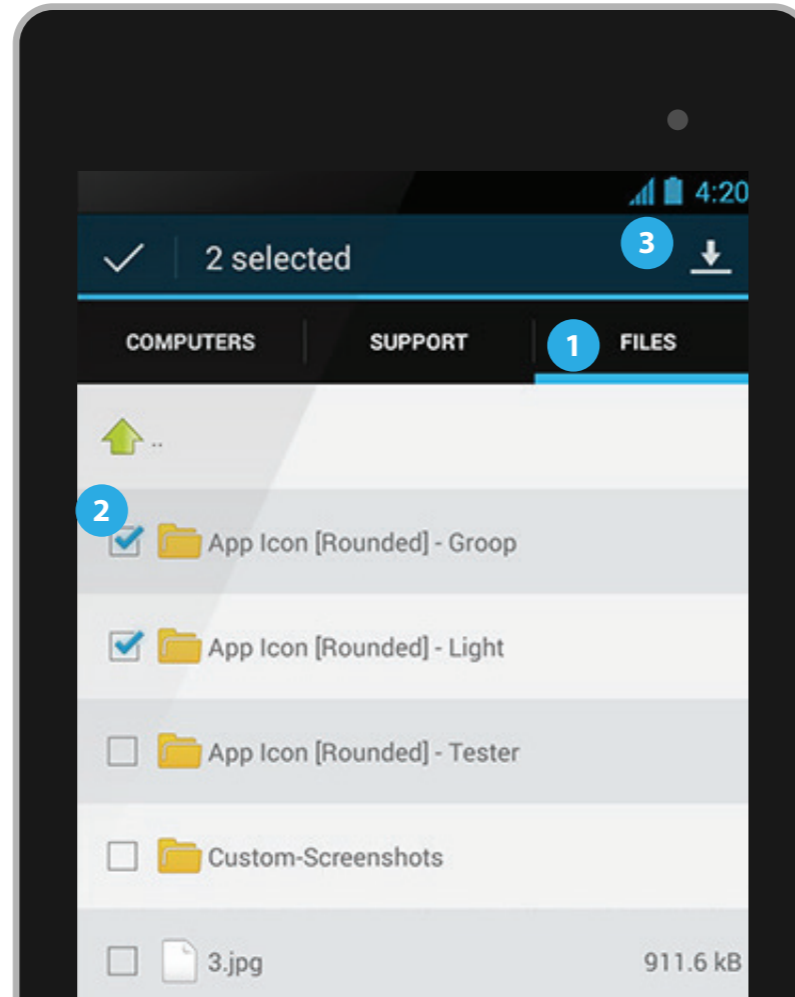 4:20
2 selected
3
COMPUTERS SUPPORT 1 FILES
..
2
App Icon [Rounded] - Groop
App Icon [Rounded] - Light
App Icon [Rounded] - Tester
Custom-Screenshots
3.jpg 911.6 kB